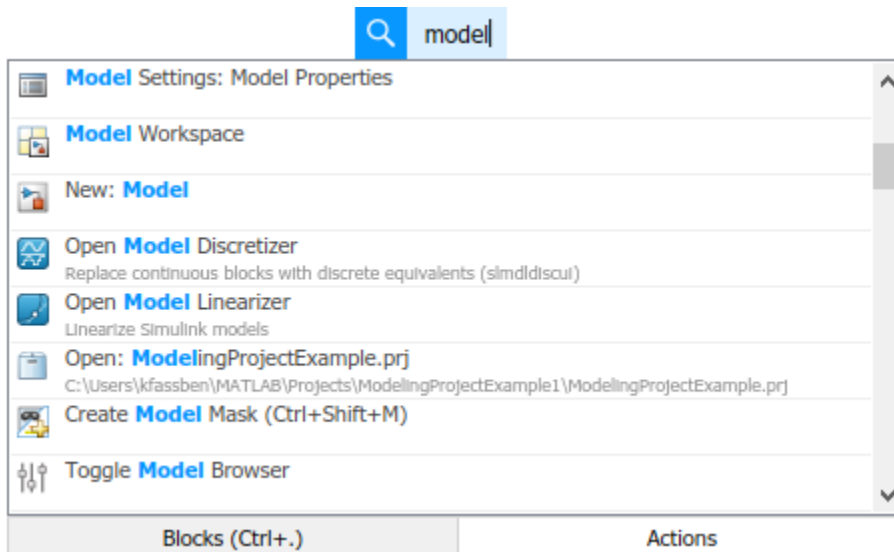 model
Model Settings: Model Properties
Model Workspace
New: Model
Open Model Discretizer
Replace continuous blocks with discrete equivalents (slmdldiscui)
Open Model Linearizer
Linearize Simulink models
Open: ModelingProjectExample.prj
C:\Users\kfassben\MATLAB\Projects\ModelingProjectExample1\ModelingProjectExample.prj
Create Model Mask (Ctrl+Shift+M)
Toggle Model Browser
Blocks (Ctrl+.)
Actions